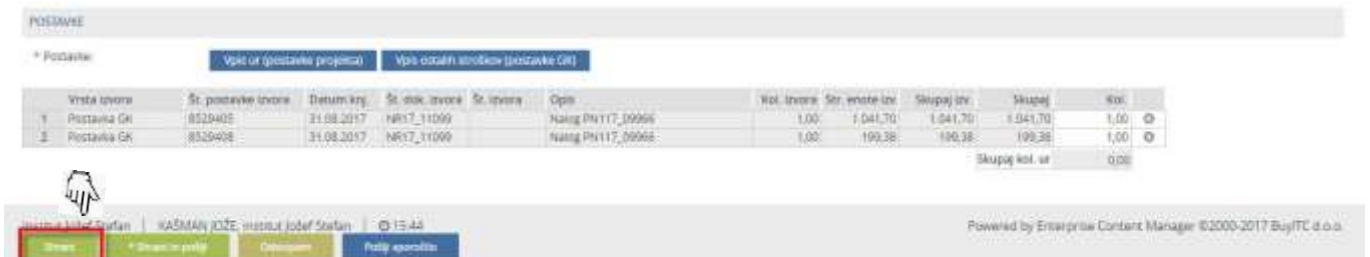 POSTAVKE
* Postavke:
Vpis ur (postavke projekta) Vpis ostalih stroškov (postavke GK)
Vrsta izvora Št. postavke izvora Datum knj. Št. dok. izvora Št. izvora Opis Kol. izvora Str. enote izv. Skupaj izv. Skupaj Kol.
1 Postavka GK 8529405 31.08.2017 NR17_11099 Nalog PN117_09966 1,00 1.041,70 1.041,70 1.041,70 1,00
2 Postavka GK 8529408 31.08.2017 NR17_11099 Nalog PN117_09966 1,00 199,38 199,38 199,38 1,00
Skupaj kol. ur 0,00
Institut Jožef Stefan | KAŠMAN JOŽE, Institut Jožef Stefan | 15:44 Powered by Enterprise Content Manager ©2000-2017 BuyITC d.o.o.
Shrani * Shrani in pošlji Odstopam Pošlji sporočilo